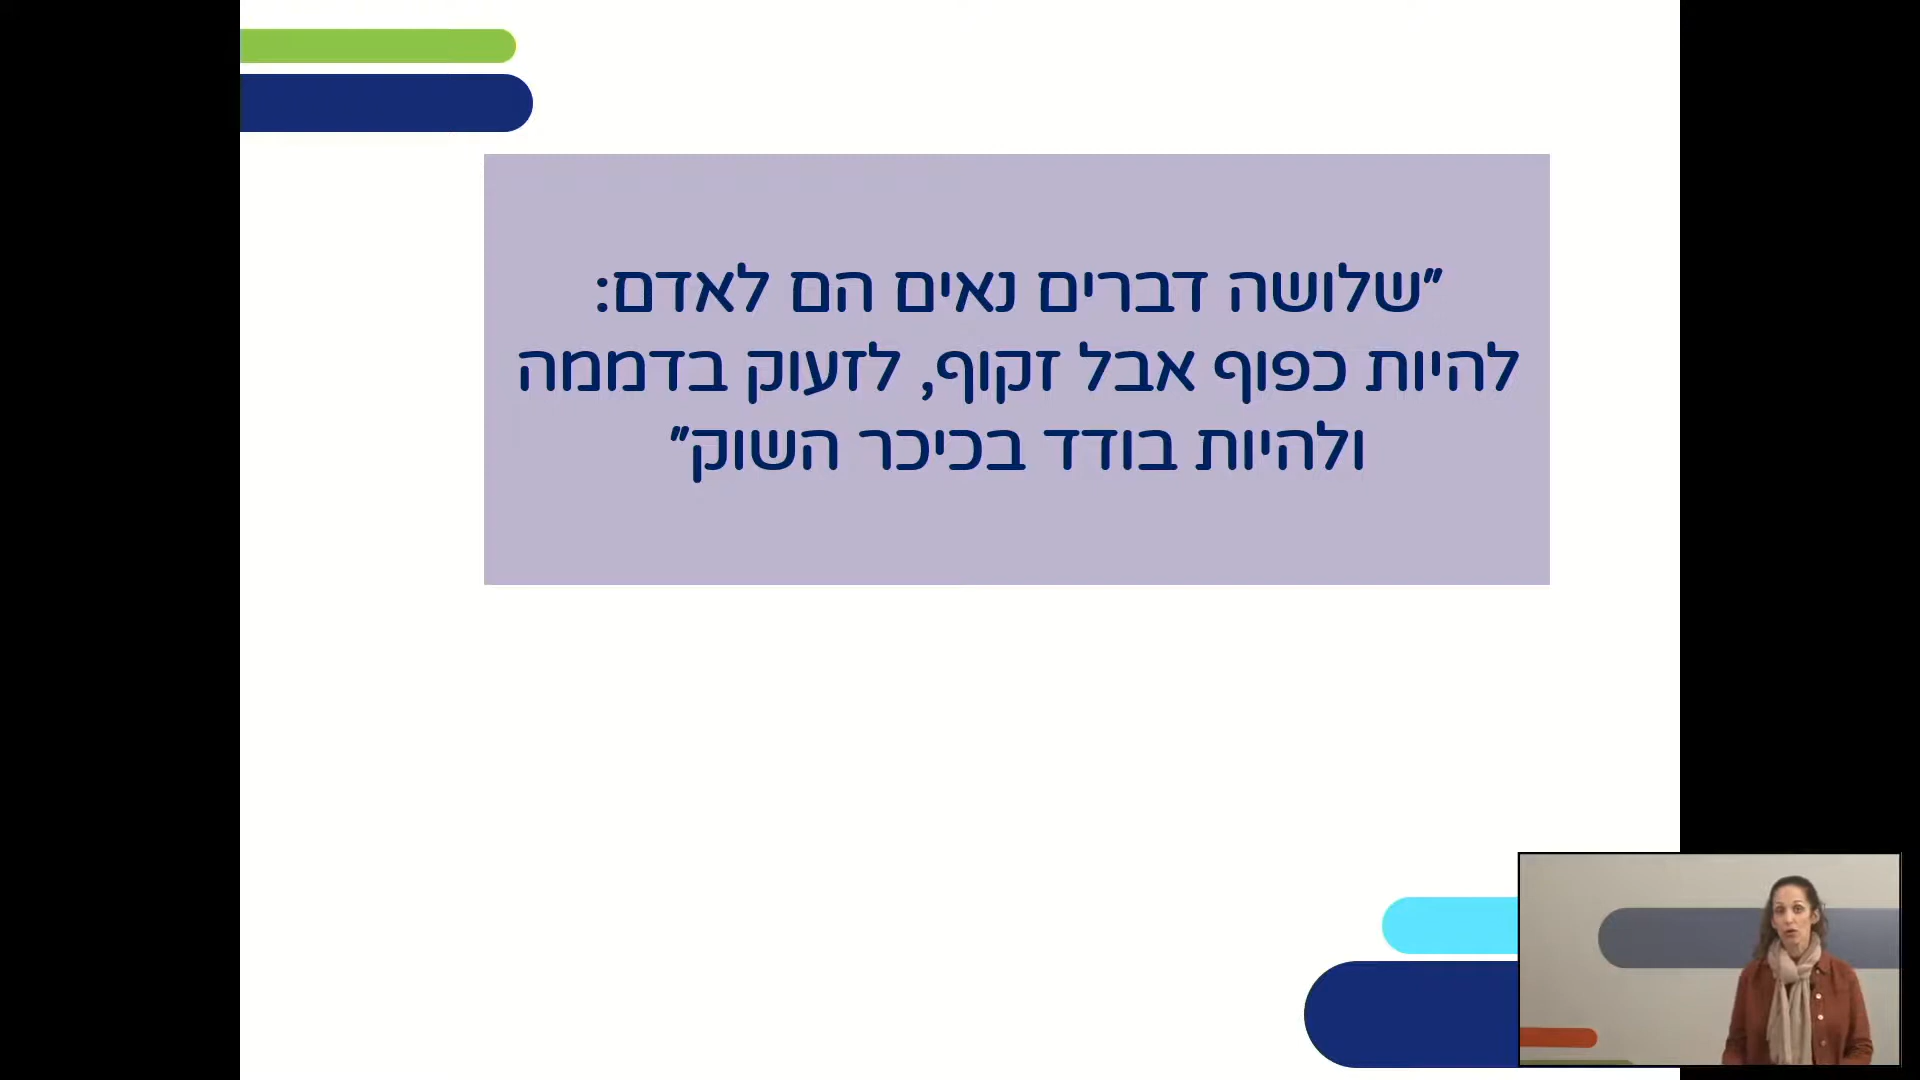 "שלושה דברים נאים הם לאדם:
להיות כפוף אבל זקוף, לזעוק בדממה
ולהיות בודד בכיכר השוק"